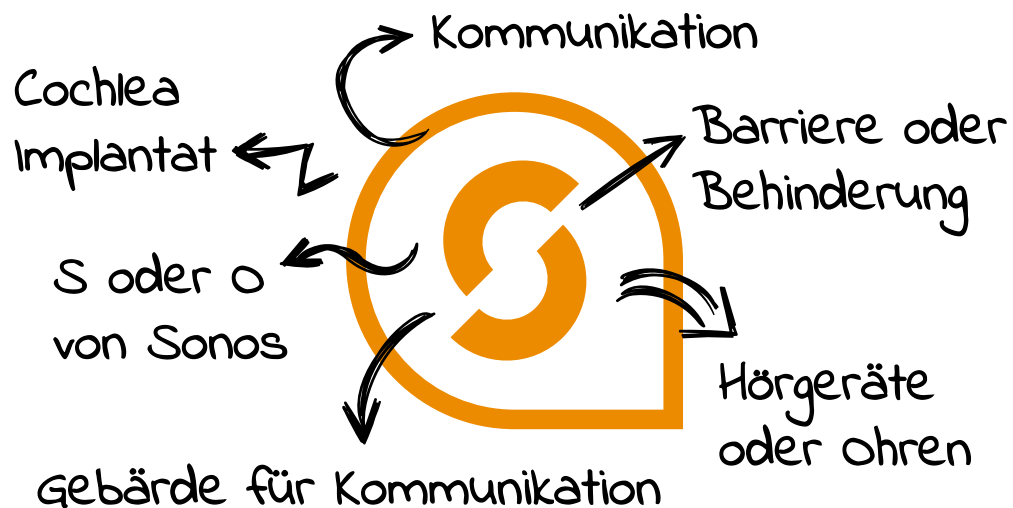 Kommunikation
Cochlea
Implantat
Barriere oder
Behinderung
S oder O
von Sonos
Hörgeräte
oder Ohren
Gebärde für Kommunikation